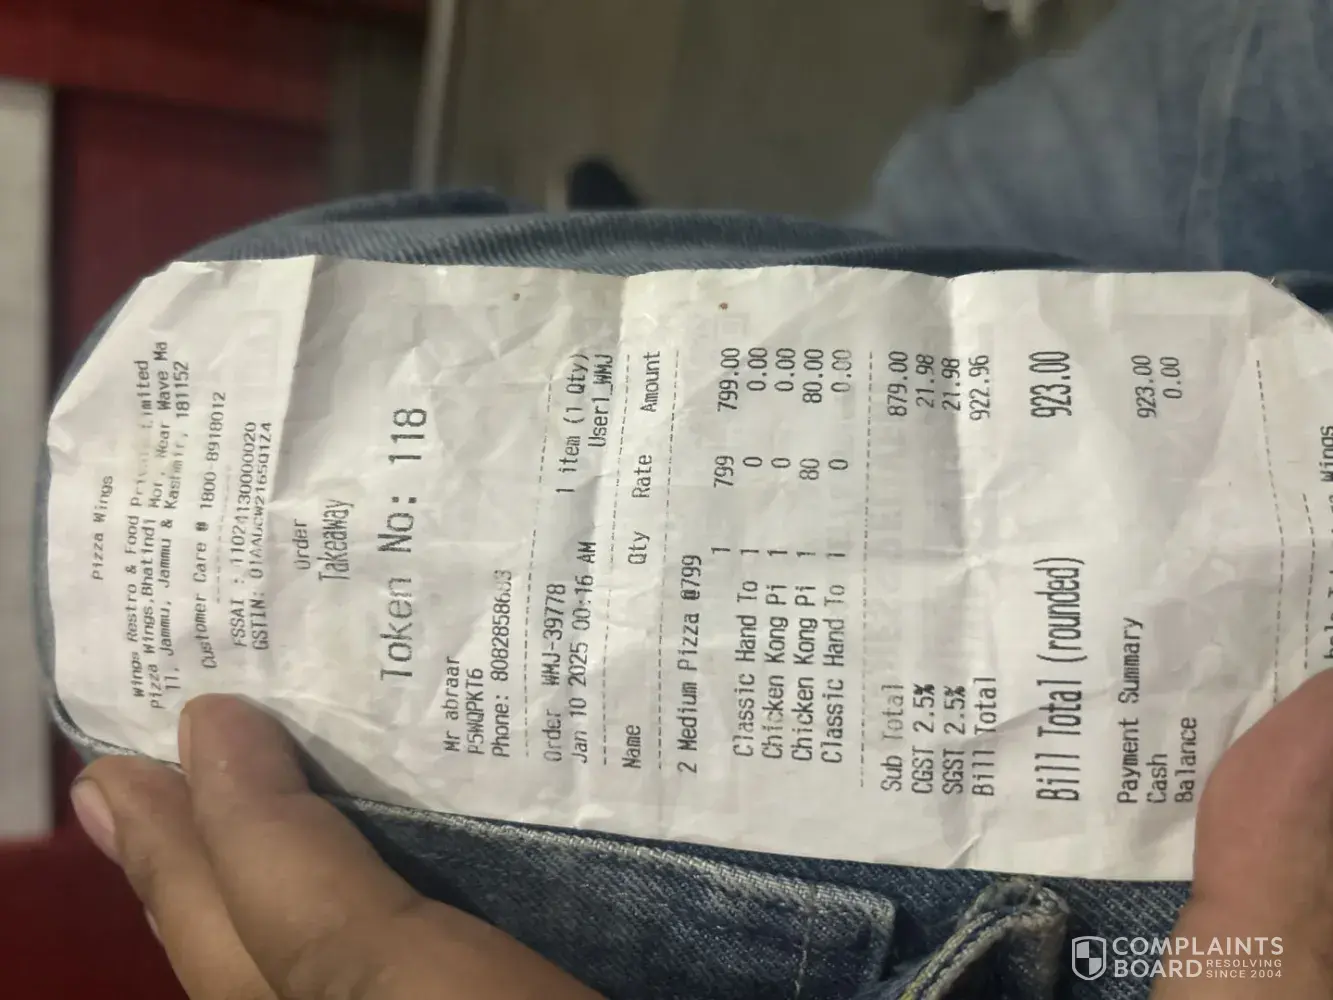 Pizza Wings
Wings Restro & Food Private Limited
Pizza Wings,Bhatindi Mor, Near Wave Ma
11, Jammu, Jammu & Kashmir, 181152
Customer Care @ 1800-8918012
FSSAI : 11024130000020
GSTIN: 01AADCW2165Q1Z4
Order
Takeaway
Token No: 118
Mr abraar
P5WQPKT6
Phone:
Order WMJ-39778 1 item (1 Qty)
Jan 10 2025 00:16 AM User1_WMJ
Name Qty Rate Amount
2 Medium Pizza @799
1 799 799.00
Classic Hand To 1 0 0.00
Chicken Kong Pi 1 0 0.00
Chicken Kong Pi 1 80 80.00
Classic Hand To 1 0 0.00
Sub Total 879.00
CGST 2.5% 21.98
SGST 2.5% 21.98
Bill Total 922.96
Bill Total (rounded) 923.00
Payment Summary
Cash 923.00
Balance 0.00
Wings
COMPLAINTS
BOARD RESOLVING
SINCE 2004